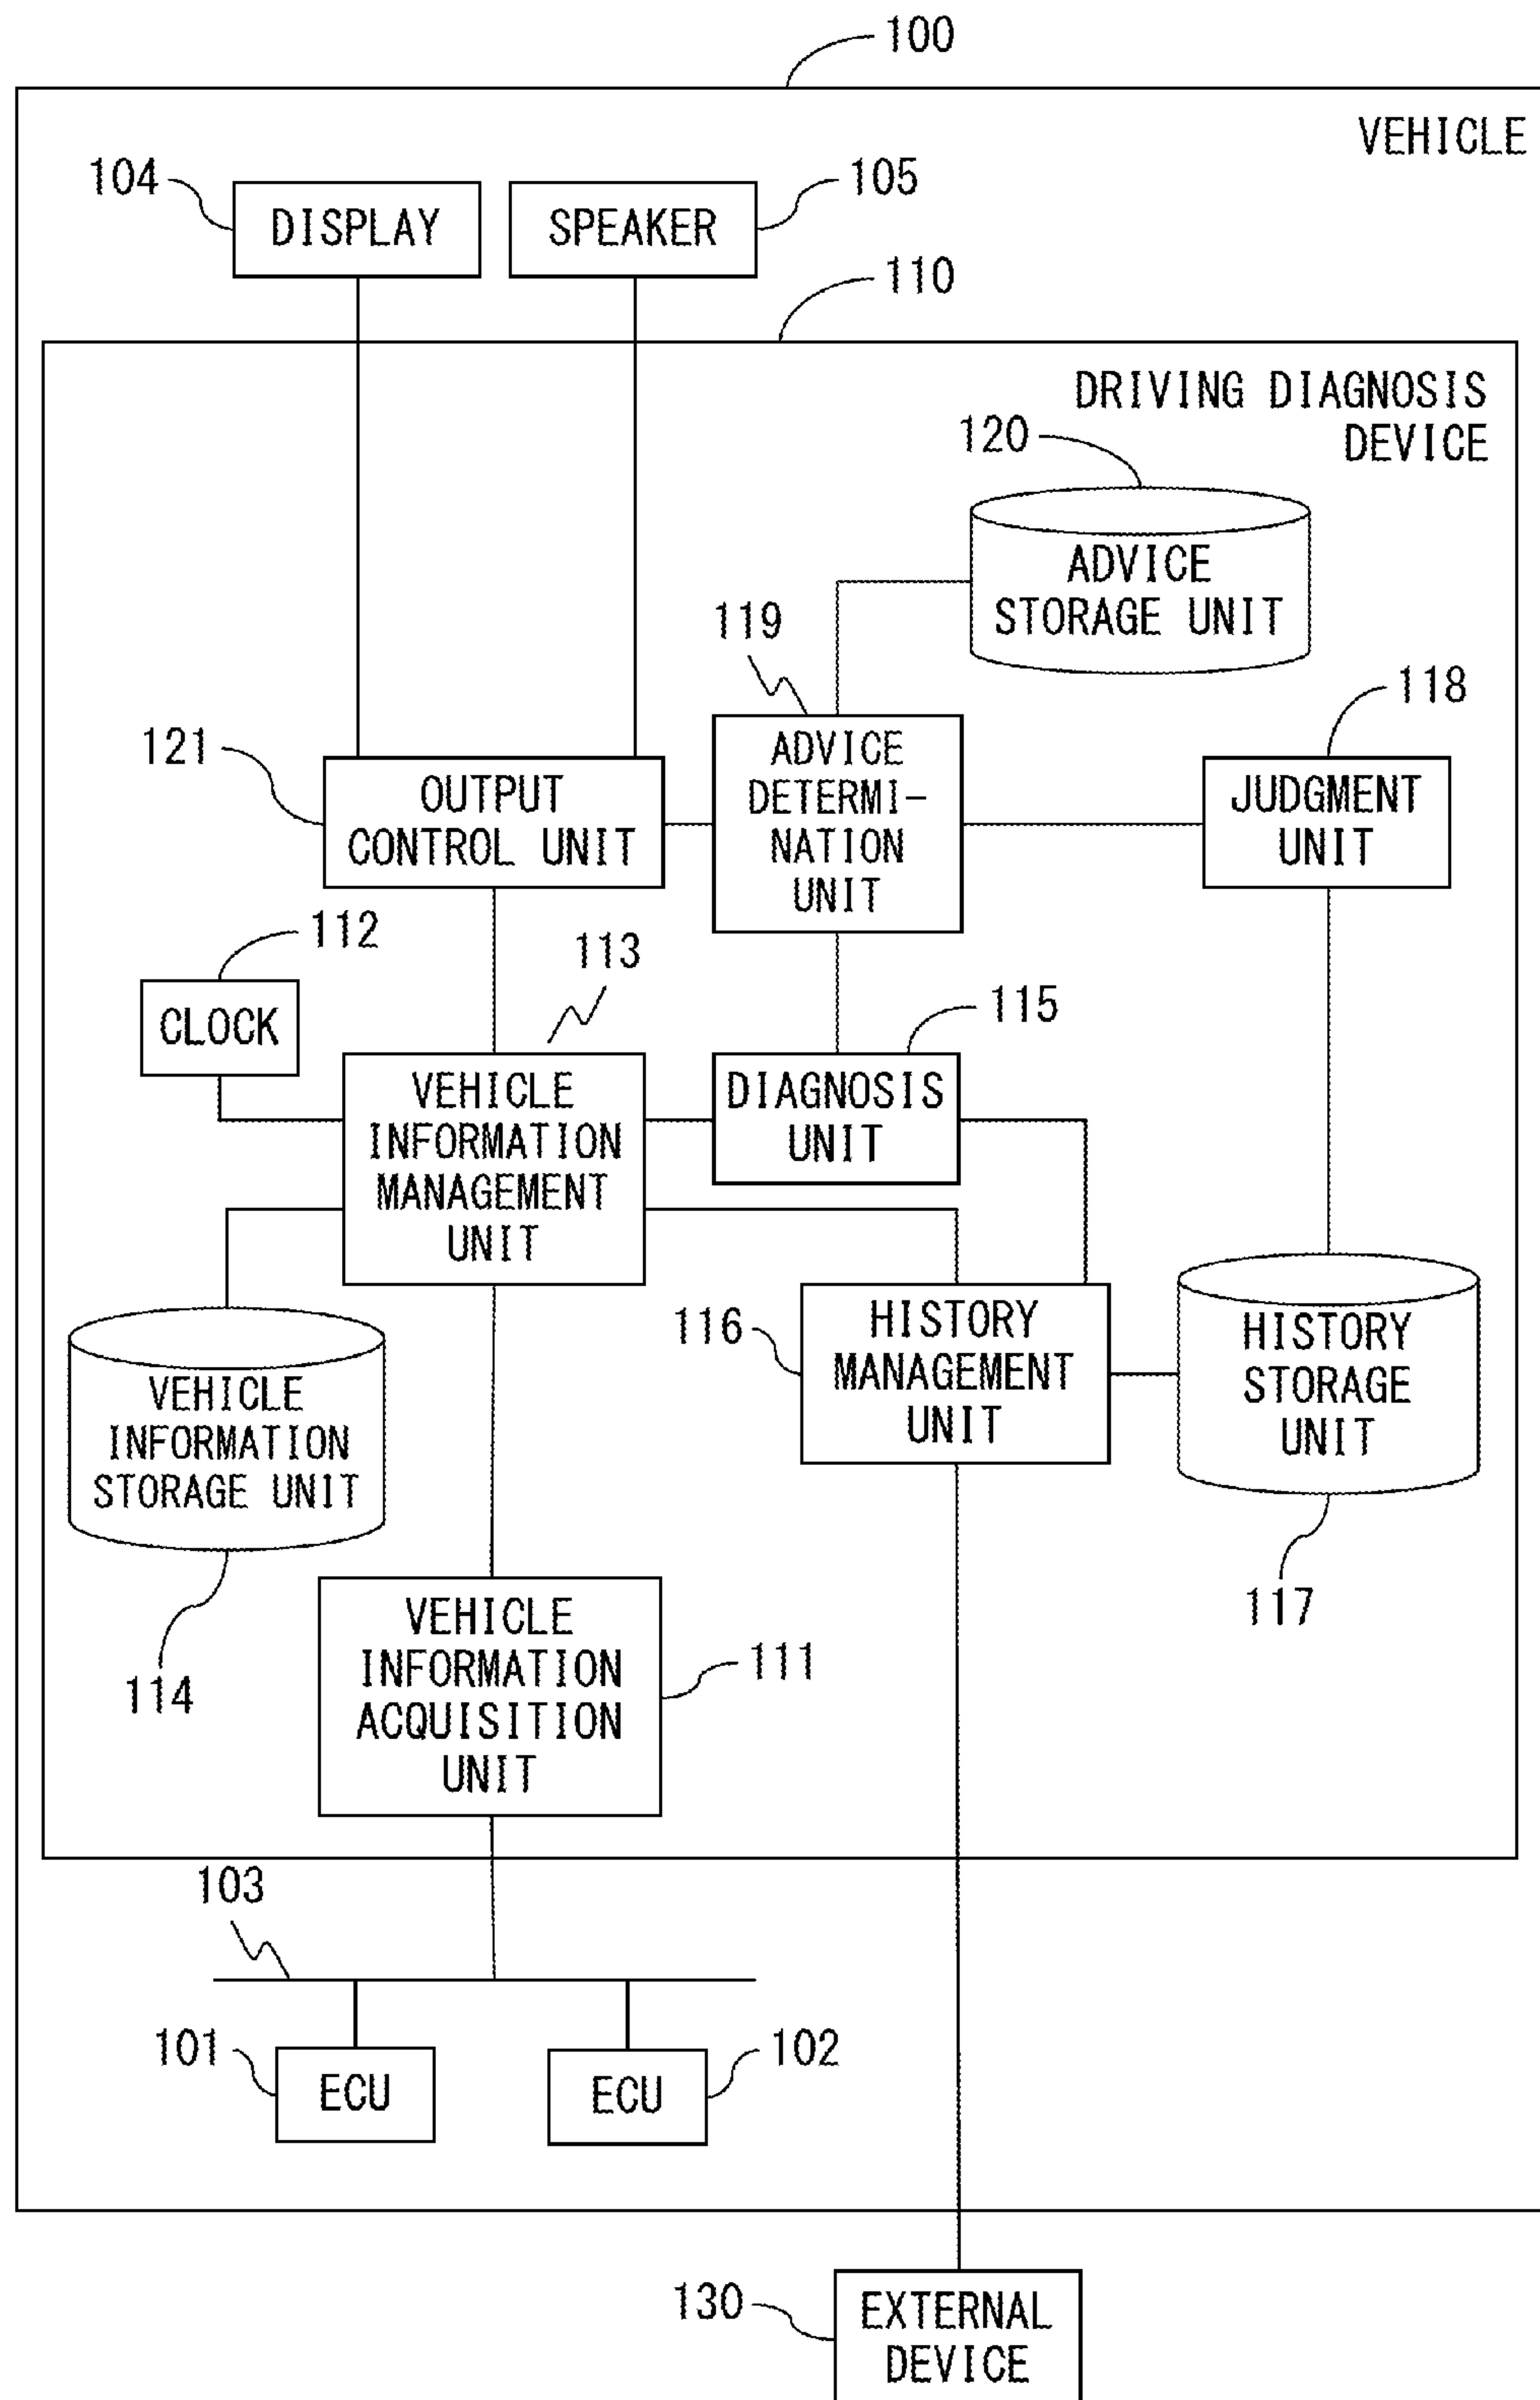 100
VEHICLE
104
DISPLAY
SPEAKER
105
110
DRIVING DIAGNOSIS
DEVICE
120
ADVICE
STORAGE UNIT
119
118
121
OUTPUT
CONTROL UNIT
ADVICE
DETERMI-
NATION
UNIT
JUDGMENT
UNIT
112
CLOCK
113
115
VEHICLE
INFORMATION
MANAGEMENT
UNIT
DIAGNOSIS
UNIT
116
HISTORY
MANAGEMENT
UNIT
HISTORY
STORAGE
UNIT
117
VEHICLE
INFORMATION
STORAGE UNIT
114
VEHICLE
INFORMATION
ACQUISITION
UNIT
111
103
101
ECU
ECU
102
130
EXTERNAL
DEVICE